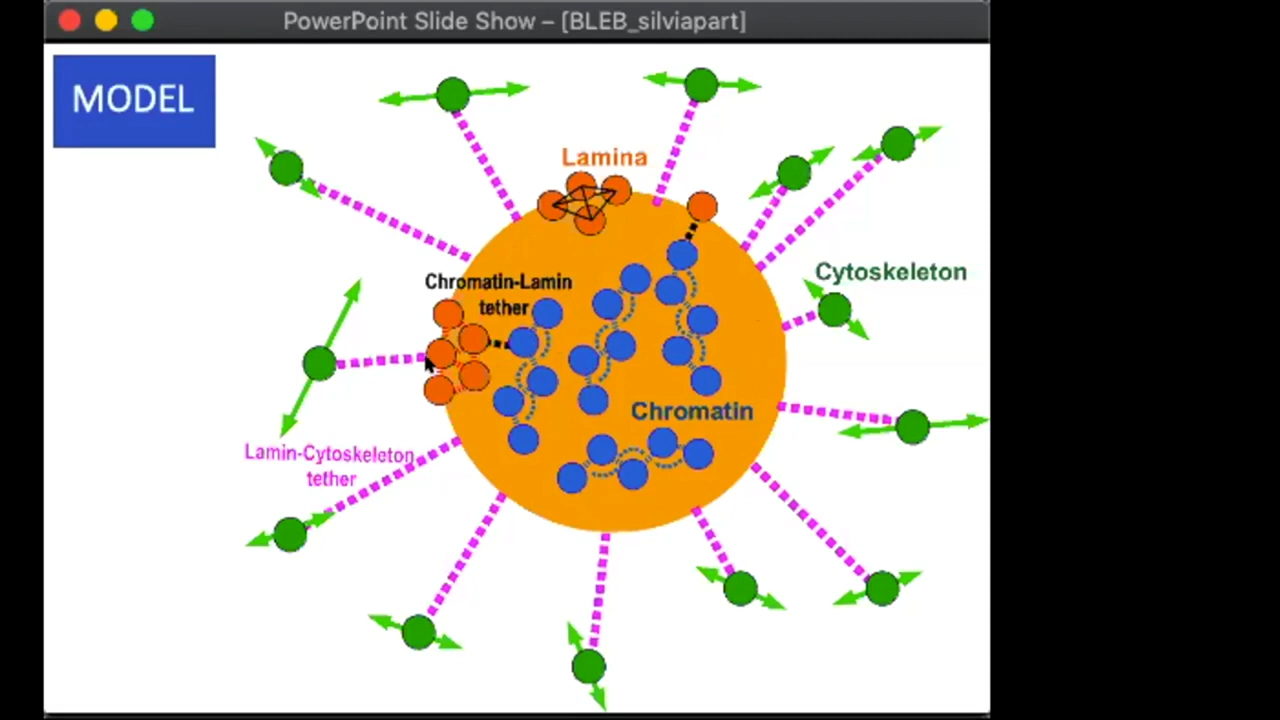 PowerPoint Slide Show – [BLEB_silviapart]
MODEL
Lamina
Cytoskeleton
Chromatin-Lamin
tether
Chromatin
Lamin-Cytoskeleton
tether